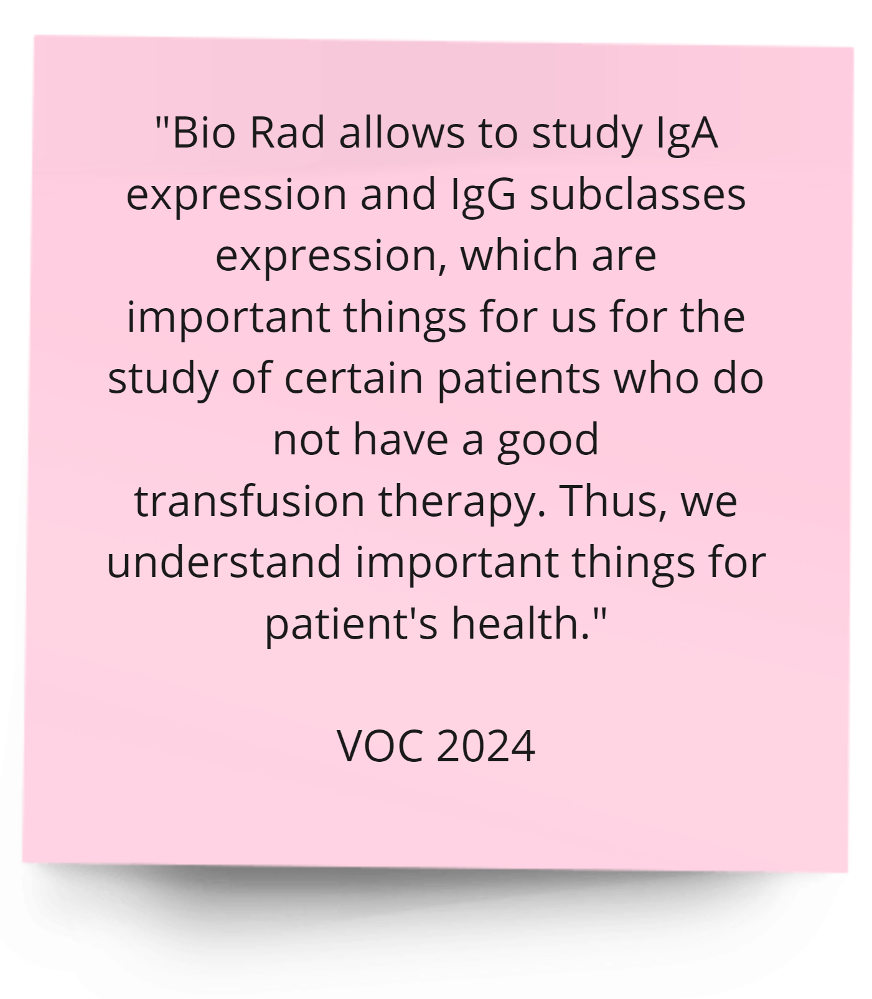 "Bio Rad allows to study IgA
expression and IgG subclasses
expression, which are
important things for us for the
study of certain patients who do
not have a good
transfusion therapy. Thus, we
understand important things for
patient's health."
VOC 2024